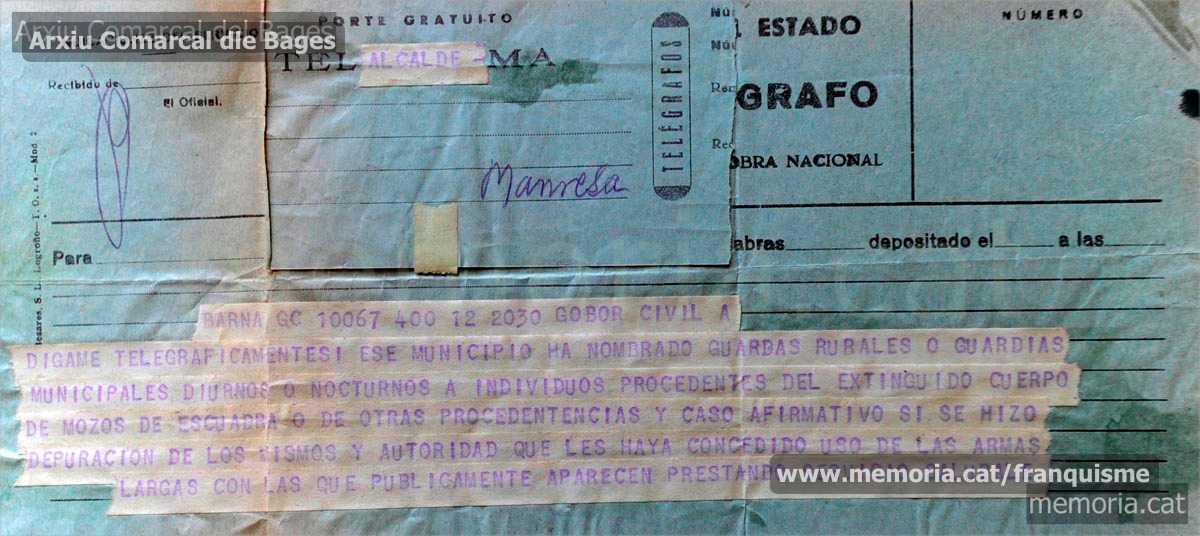 Arxiu Comarcal dle Bages
PORTE GRATUITO
NÚMERO
ESTADO
TEL ALCALDE = MA
TELÉGRAFOS
GRAFO
Recibido de
El Oficial.
OBRA NACIONAL
Manresa
Para
abras depositado el a las
BARNA GC 10067 400 12 2030 GOBOR CIVIL A
DIGAME TELEGRAFICAMENTESI ESE MUNICIPIO HA NOMBRADO GUARDAS RURALES O GUARDIAS
MUNICIPALES DIURNOS O NOCTURNOS A INDIVIDUOS PROCEDENTES DEL EXTINGUIDO CUERPO
DE MOZOS DE ESCUADRA O DE OTRAS PROCEDENTENCIAS Y CASO AFIRMATIVO SI SE HIZO
DEPURACION DE LOS MISMOS Y AUTORIDAD QUE LES HAYA CONCEDIDO USO DE LAS ARMAS
LARGAS CON LAS QUE PUBLICAMENTE APARECEN PRESTANDO
www.memoria.cat/franquisme
memoria.cat